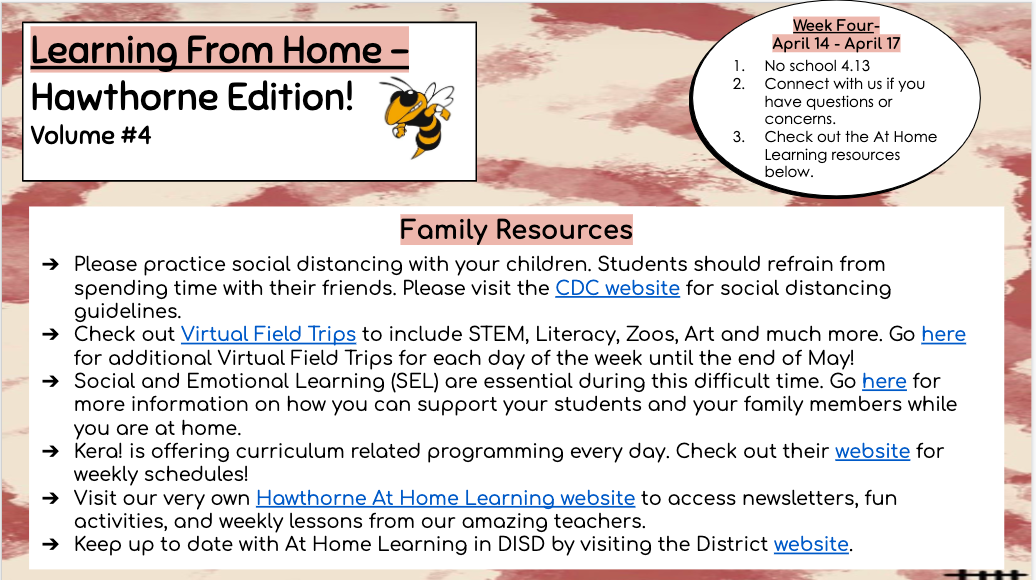 Learning From Home –
Hawthorne Edition!
Volume #4
Week Four-
April 14 - April 17
1. No school 4.13
2. Connect with us if you
have questions or
concerns.
3. Check out the At Home
Learning resources
below.
Family Resources
➔ Please practice social distancing with your children. Students should refrain from
spending time with their friends. Please visit the CDC website for social distancing
guidelines.
➔ Check out Virtual Field Trips to include STEM, Literacy, Zoos, Art and much more. Go here
for additional Virtual Field Trips for each day of the week until the end of May!
➔ Social and Emotional Learning (SEL) are essential during this difficult time. Go here for
more information on how you can support your students and your family members while
you are at home.
➔ Kera! is offering curriculum related programming every day. Check out their website for
weekly schedules!
➔ Visit our very own Hawthorne At Home Learning website to access newsletters, fun
activities, and weekly lessons from our amazing teachers.
➔ Keep up to date with At Home Learning in DISD by visiting the District website.